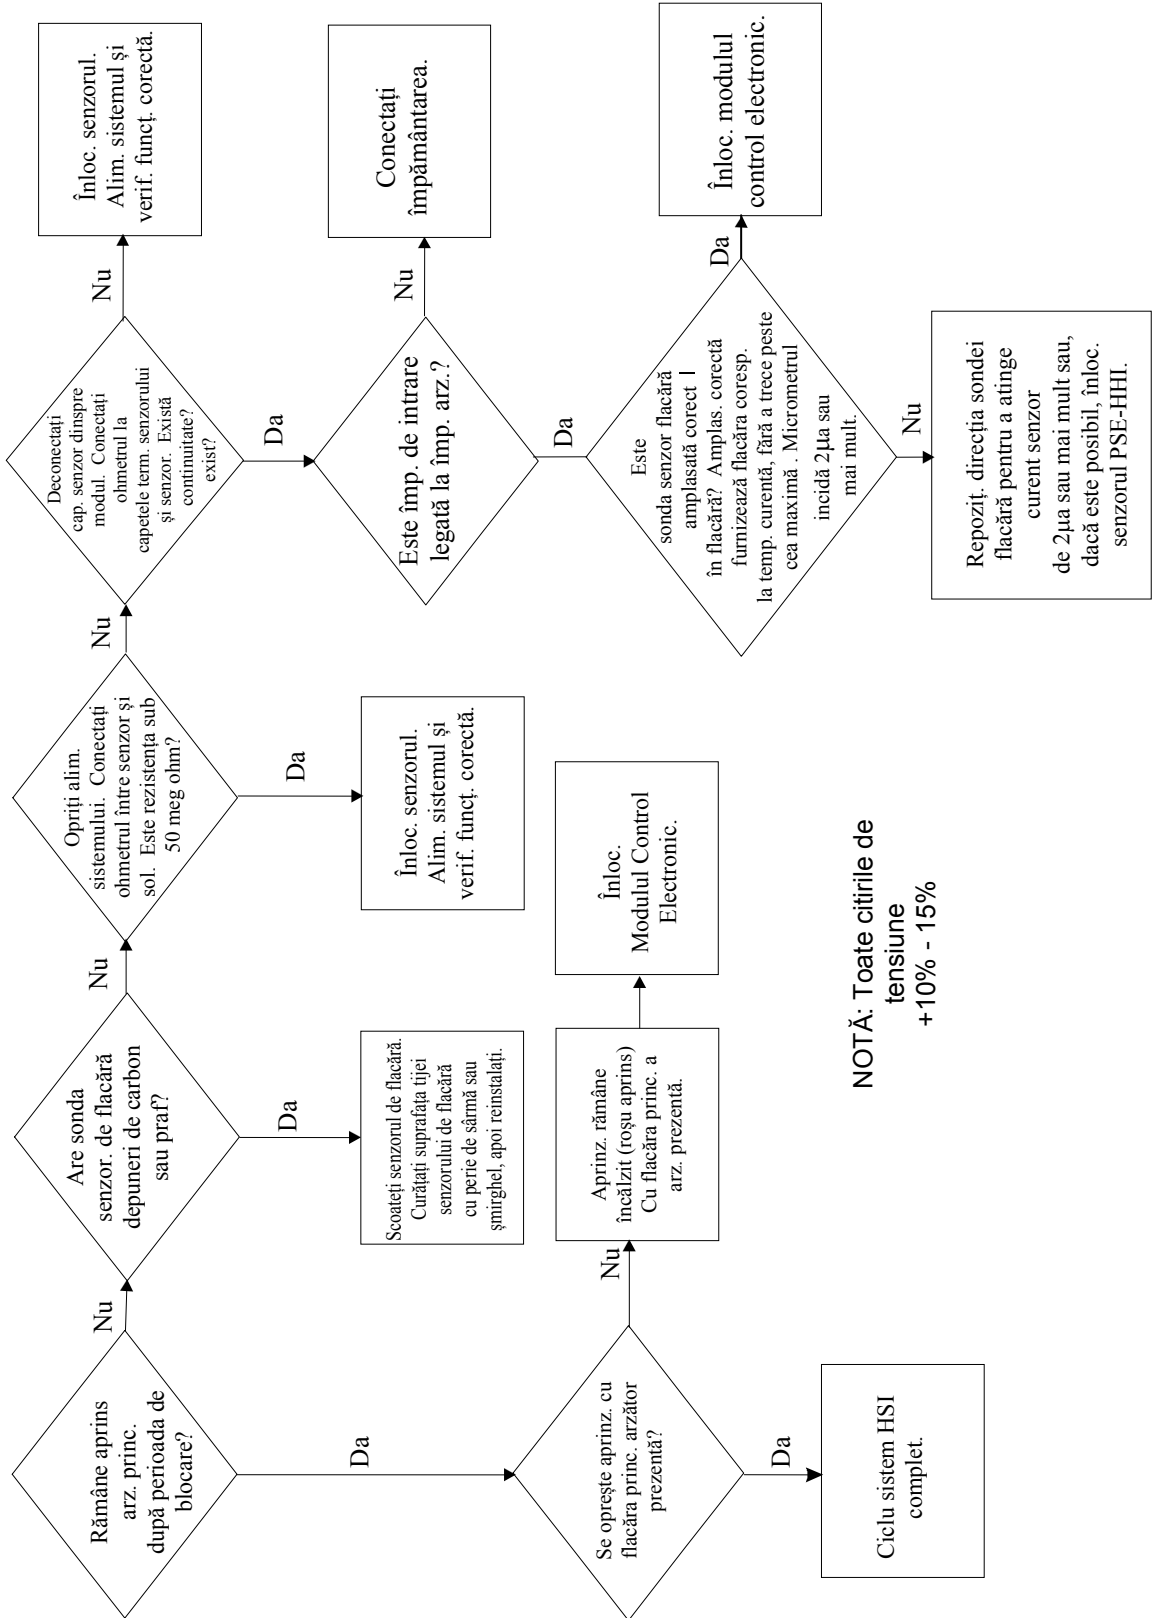 Rămâne aprins
arz. princ.
după perioada de
blocare?
Nu
Da
Are sonda
senzor. de flacără
depuneri de carbon
sau praf?
Nu
Da
Scoateți senzorul de flacără.
Curățați suprafața tijei
senzorului de flacără
cu perie de sârmă sau
șmirghel, apoi reinstalați.
Opriți alim.
sistemului. Conectați
ohmetrul între senzor și
sol. Este rezistența sub
50 meg ohm?
Nu
Da
Înloc. senzorul.
Alim. sistemul și
verif. funcț. corectă.
Deconectați
cap. senzor dinspre
modul. Conectați
ohmetrul la
capetele term. senzorului
și senzor. Există
continuitate?
exist?
Nu
Da
Înloc. senzorul.
Alim. sistemul și
verif. funcț. corectă.
Este împ. de intrare
legată la împ. arz.?
Nu
Da
Conectați
împământarea.
Este
sonda senzor flacără
amplasată corect
în flacără? Amplas. corectă
furnizează flacăra coresp.
la temp. curentă, fără a trece peste
cea maximă . Micrometrul
incidă 2µa sau
mai mult.
Da
Nu
Înloc. modulul
control electronic.
Repoziț. direcția sondei
flacără pentru a atinge
curent senzor
de 2µa sau mai mult sau,
dacă este posibil, înloc.
senzorul PSE-HHI.
Se oprește aprinz. cu
flacăra princ. arzător
prezentă?
Nu
Da
Aprinz. rămâne
încălzit (roșu aprins)
Cu flacăra princ. a
arz. prezentă.
Înloc.
Modulul Control
Electronic.
Ciclu sistem HSI
complet.
NOTĂ: Toate citirile de
tensiune
+10% - 15%